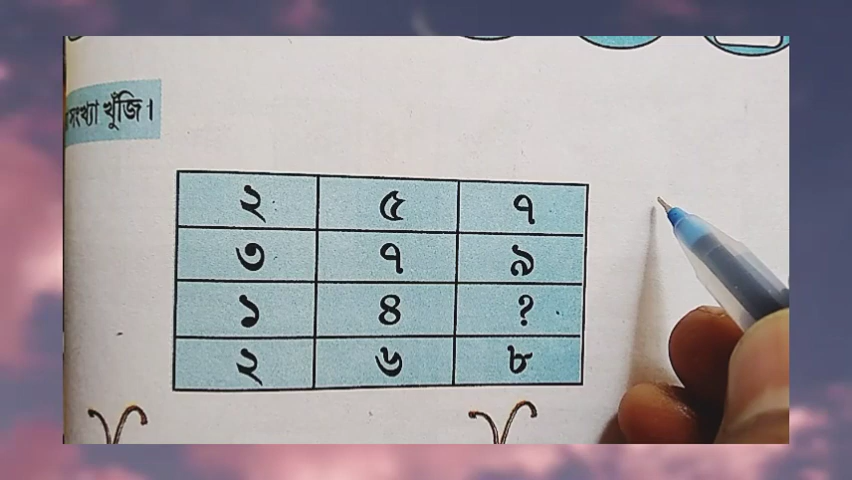 সংখ্যা খুঁজি।
২ ৫ ৭
৩ ৭ ৯
১ ৪ ?
২ ৬ ৮